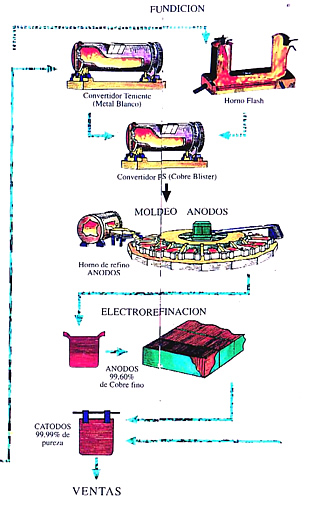 FUNDICION
Convertidor Teniente
(Metal Blanco)
Horno Flash
Convertidor PS (Cobre Blister)
MOLDEO ANODOS
Horno de refino
ANODOS
ELECTROREFINACION
ANODOS
99,60%
de Cobre fino
CATODOS
99,99% de
pureza
VENTAS